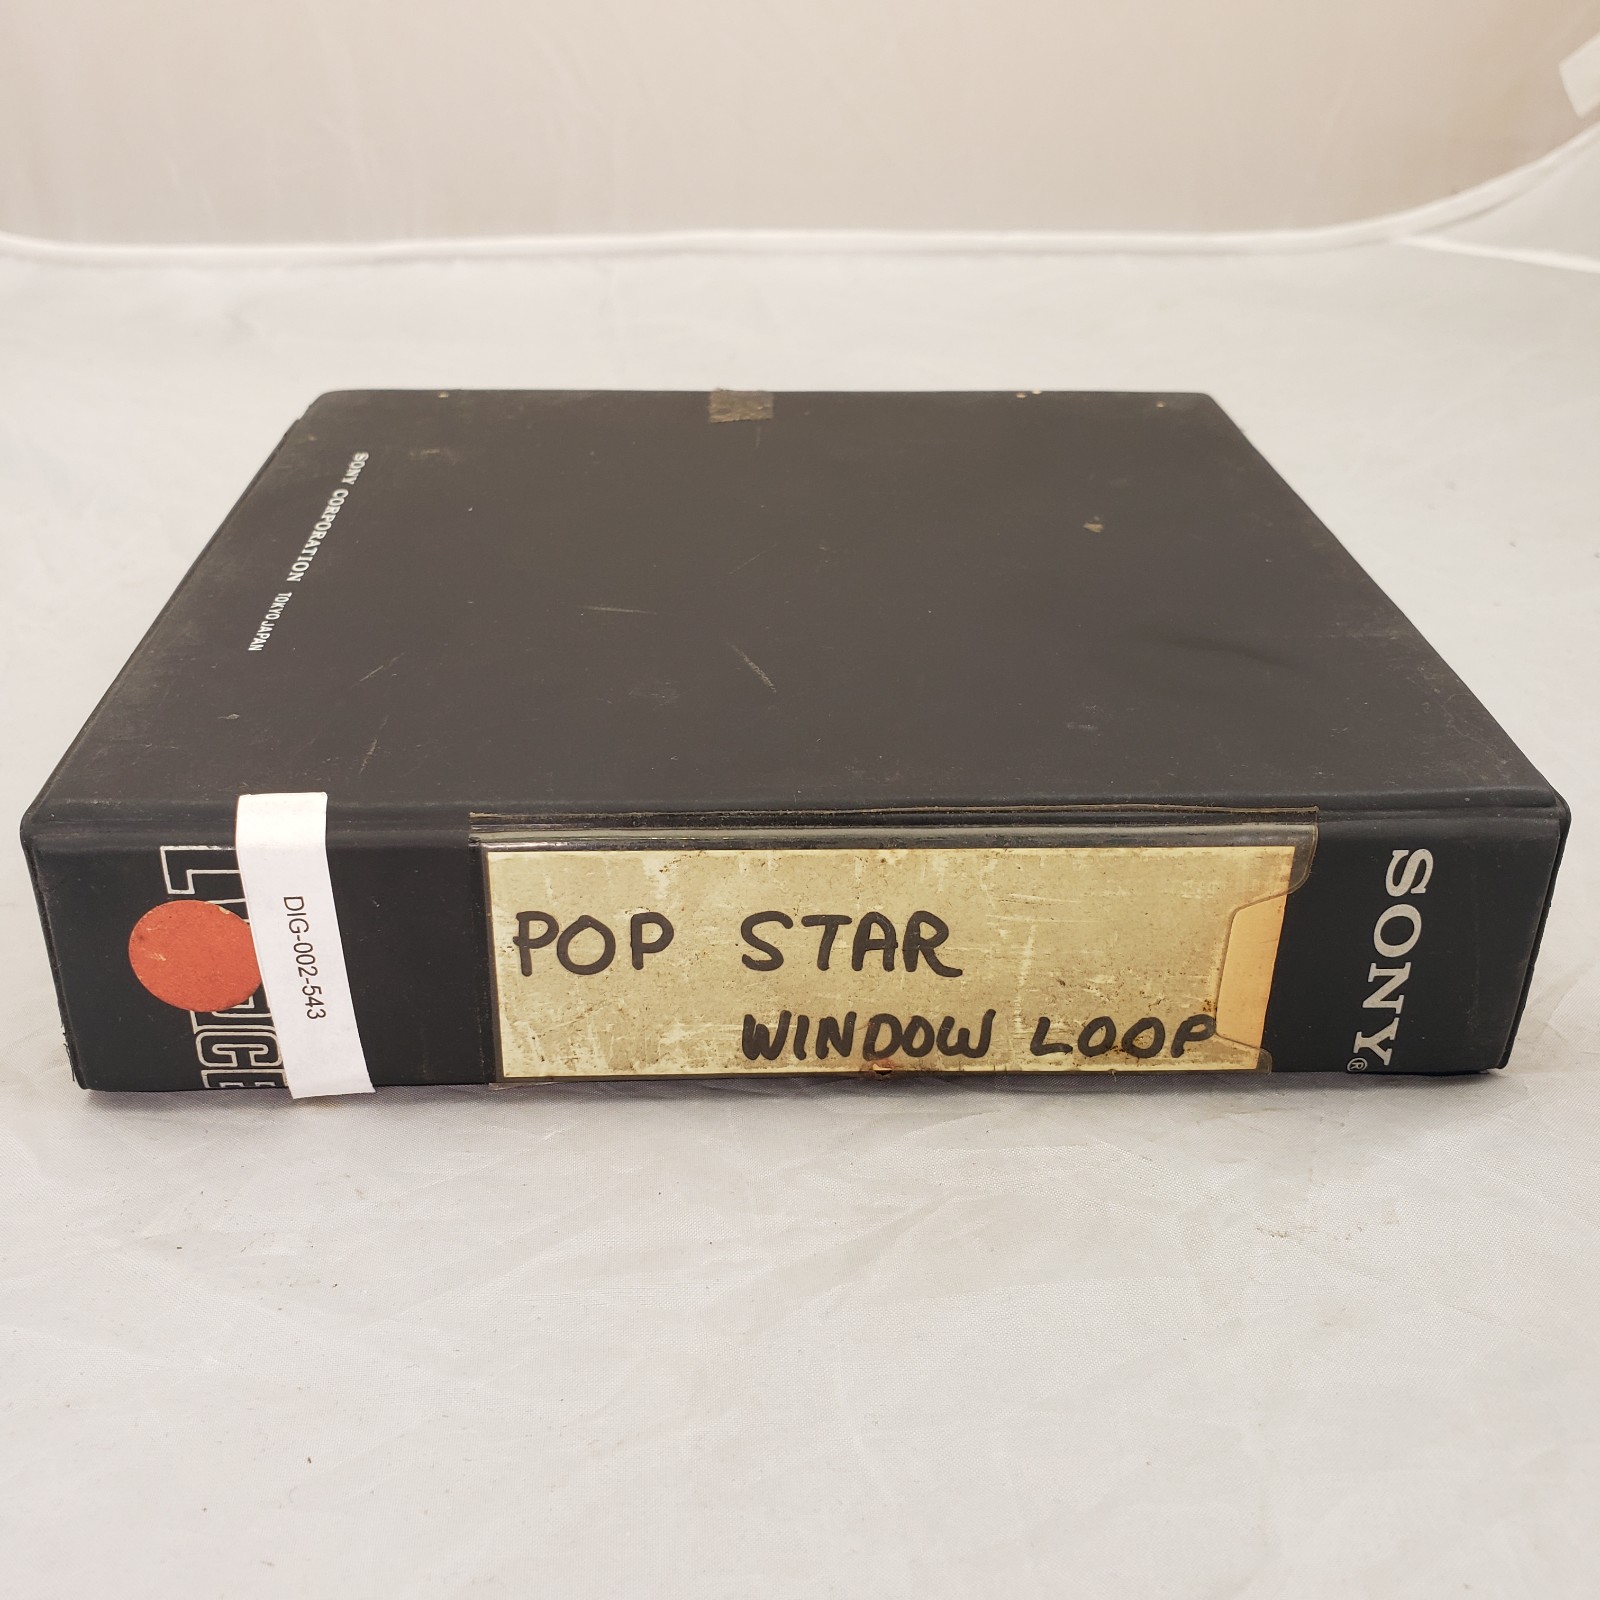 SONY CORPORATION TOKYO JAPAN
DIG-002-543
POP STAR
WINDOW LOOP
SONY®